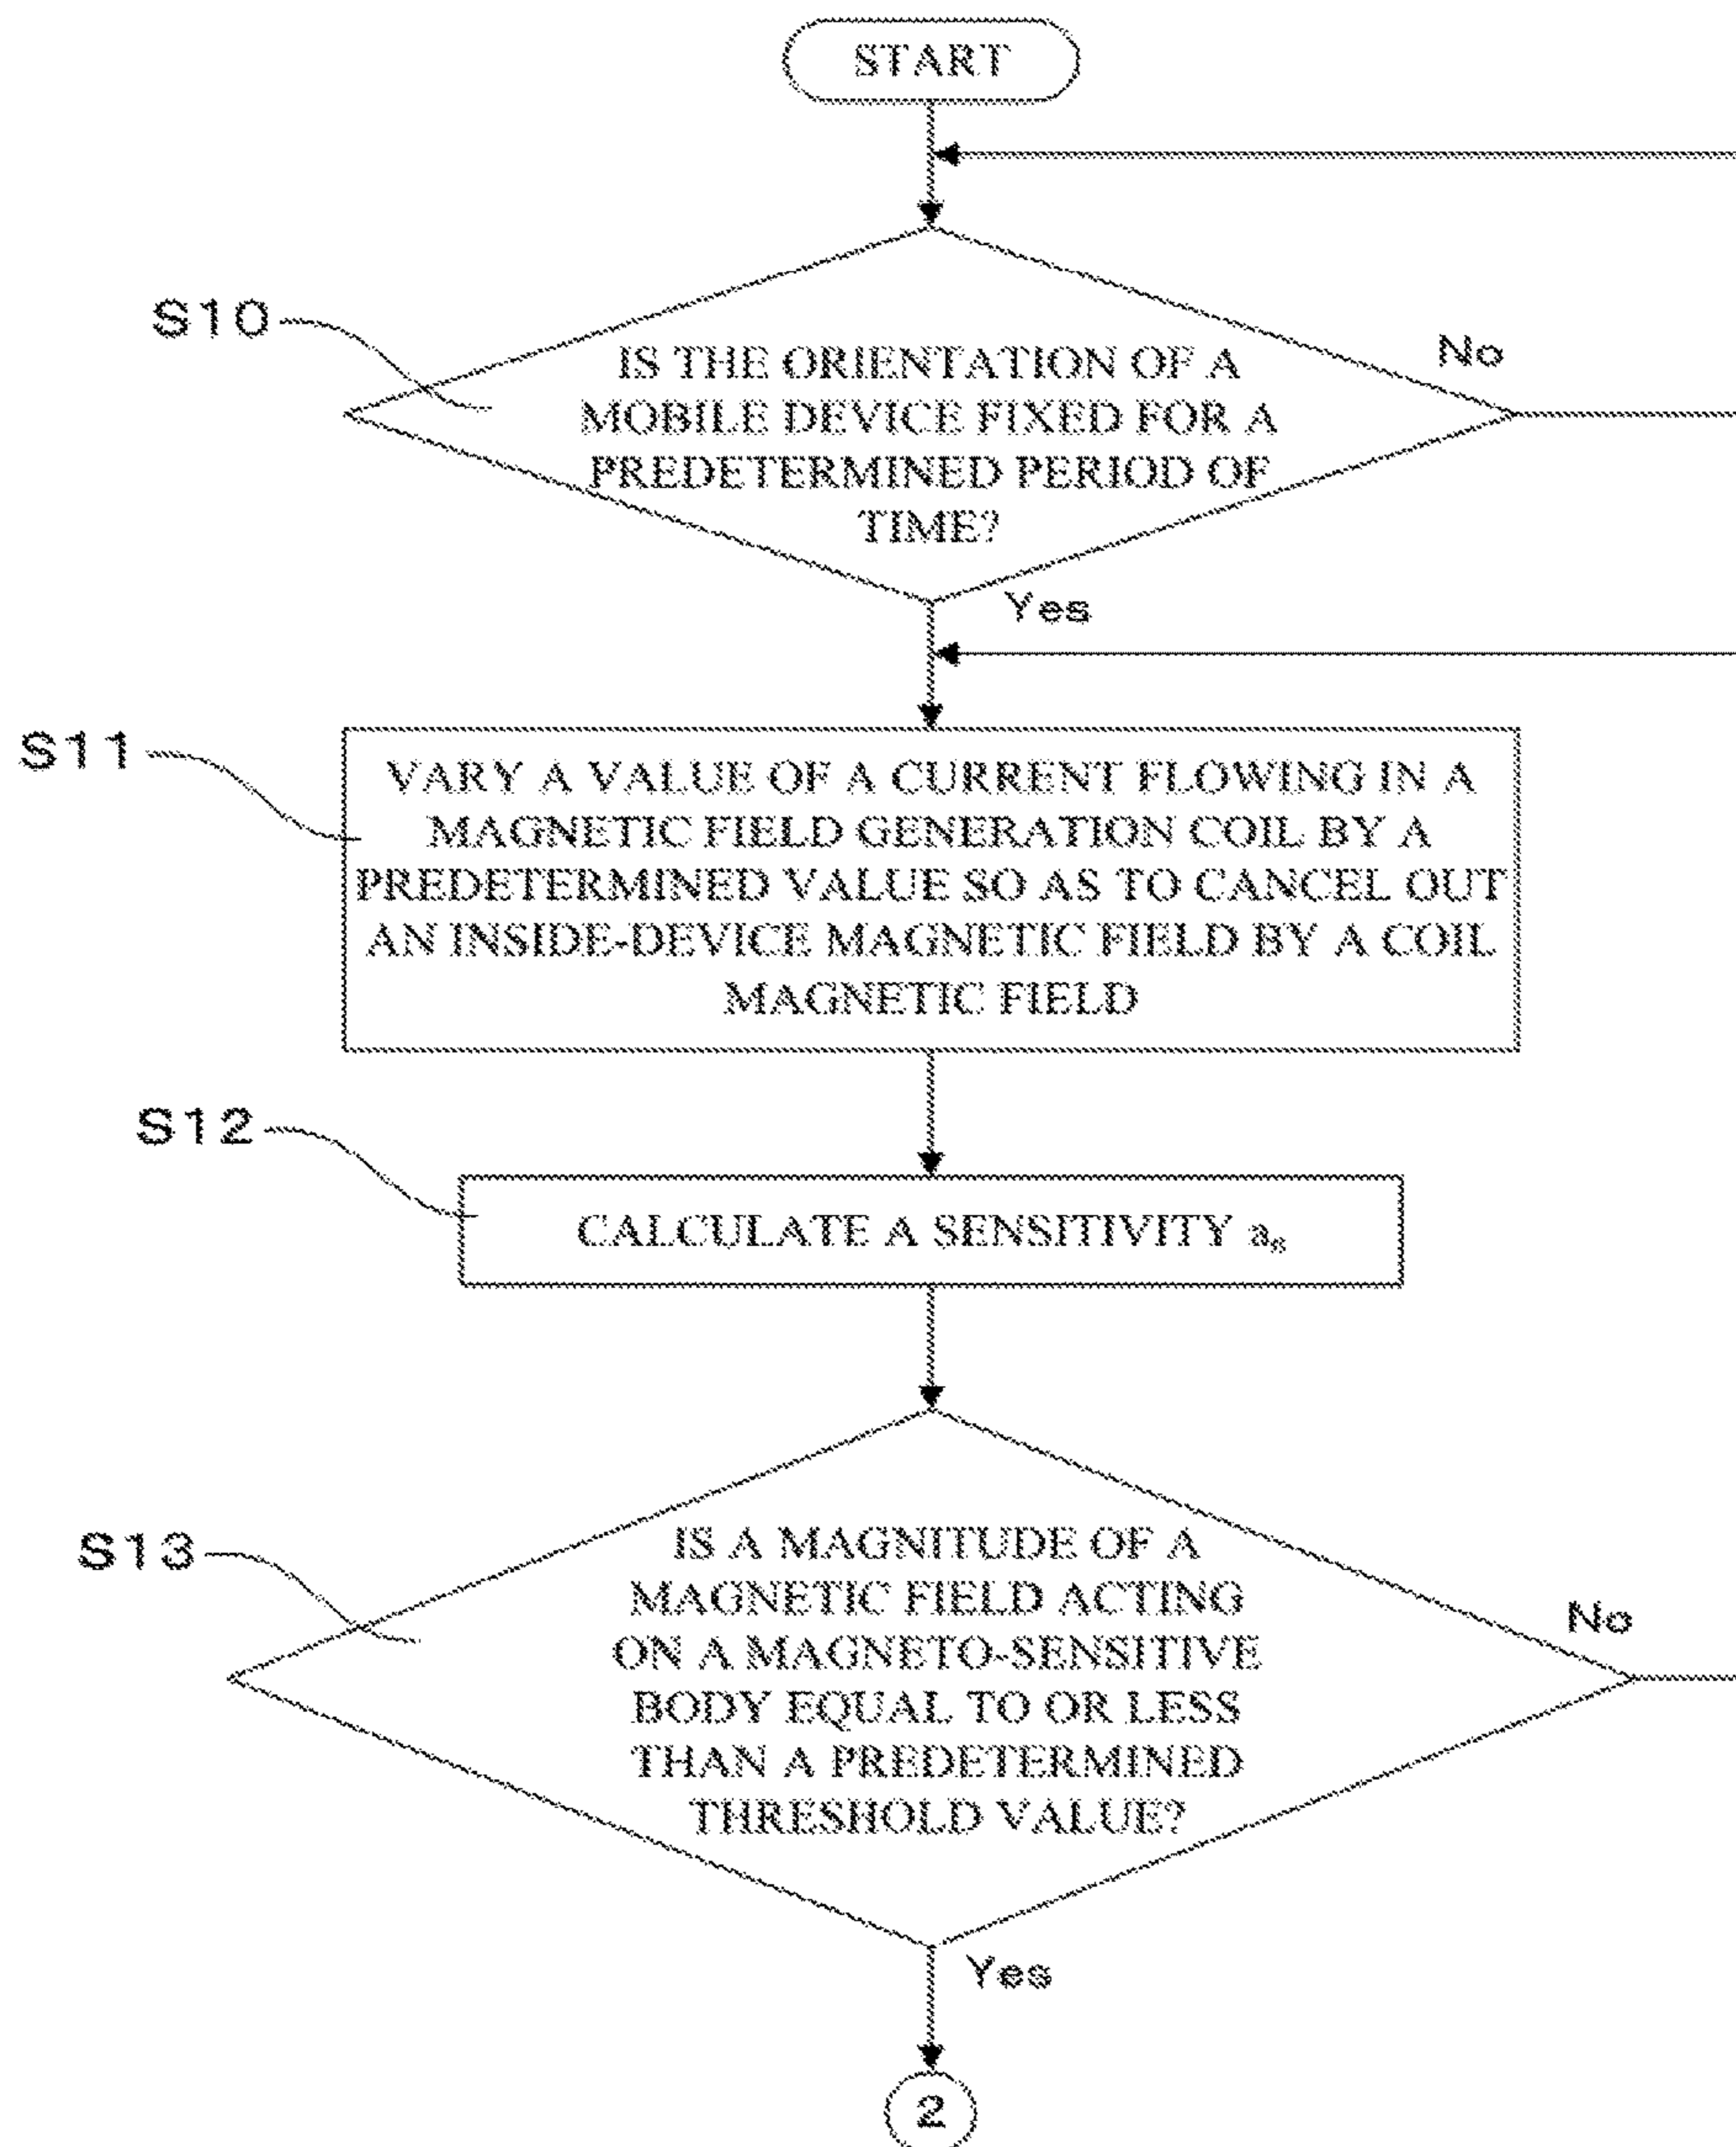 START
S10
IS THE ORIENTATION OF A
No
MOBILE DEVICE FIXED FOR A
PREDETERMINED PERIOD OF
TIME?
Yes
S11
VARY A VALUE OF A CURRENT FLOWING IN A
MAGNETIC FIELD GENERATION COIL BY A
PREDETERMINED VALUE SO AS TO CANCEL OUT
AN INSIDE-DEVICE MAGNETIC FIELD BY A COIL
MAGNETIC FIELD
S12
CALCULATE A SENSITIVITY aₛ
S13
IS A MAGNITUDE OF A
MAGNETIC FIELD ACTING
No
ON A MAGNETO-SENSITIVE
BODY EQUAL TO OR LESS
THAN A PREDETERMINED
THRESHOLD VALUE?
Yes
2